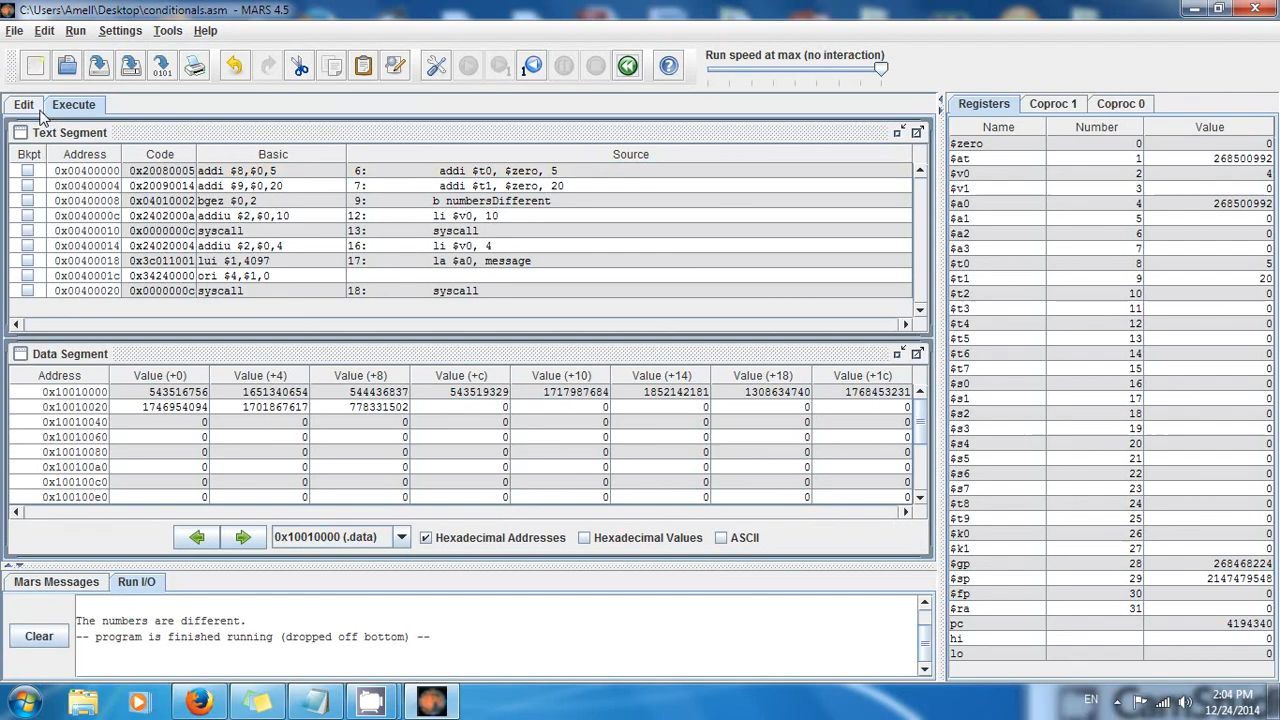 C:\Users\Amell\Desktop\conditionals.asm - MARS 4.5
File Edit Run Settings Tools Help
Run speed at max (no interaction)
Edit Execute
Text Segment
Bkpt Address Code Basic Source
0x00400000 0x20080005 addi $8,$0,5 6: addi $t0, $zero, 5
0x00400004 0x20090014 addi $9,$0,20 7: addi $t1, $zero, 20
0x00400008 0x04010002 bgez $0,2 9: b numbersDifferent
0x0040000c 0x2402000a addiu $2,$0,10 12: li $v0, 10
0x00400010 0x0000000c syscall 13: syscall
0x00400014 0x24020004 addiu $2,$0,4 16: li $v0, 4
0x00400018 0x3c011001 lui $1,4097 17: la $a0, message
0x0040001c 0x34240000 ori $4,$1,0
0x00400020 0x0000000c syscall 18: syscall
Data Segment
Address Value (+0) Value (+4) Value (+8) Value (+c) Value (+10) Value (+14) Value (+18) Value (+1c)
0x10010000 543516756 1651340654 544436837 543519329 1717987684 1852142181 1308634740 1768453231
0x10010020 1746954094 1701867617 778331502 0 0 0 0 0
0x10010040 0 0 0 0 0 0 0 0
0x10010060 0 0 0 0 0 0 0 0
0x10010080 0 0 0 0 0 0 0 0
0x100100a0 0 0 0 0 0 0 0 0
0x100100c0 0 0 0 0 0 0 0 0
0x100100e0 0 0 0 0 0 0 0 0
0x10010000 (.data) Hexadecimal Addresses Hexadecimal Values ASCII
Mars Messages Run I/O
Clear
The numbers are different.
-- program is finished running (dropped off bottom) --
Registers Coproc 1 Coproc 0
Name Number Value
$zero 0 0
$at 1 268500992
$v0 2 4
$v1 3 0
$a0 4 268500992
$a1 5 0
$a2 6 0
$a3 7 0
$t0 8 5
$t1 9 20
$t2 10 0
$t3 11 0
$t4 12 0
$t5 13 0
$t6 14 0
$t7 15 0
$s0 16 0
$s1 17 0
$s2 18 0
$s3 19 0
$s4 20 0
$s5 21 0
$s6 22 0
$s7 23 0
$t8 24 0
$t9 25 0
$k0 26 0
$k1 27 0
$gp 28 268468224
$sp 29 2147479548
$fp 30 0
$ra 31 0
pc 4194340
hi 0
lo 0
EN 2:04 PM
12/24/2014